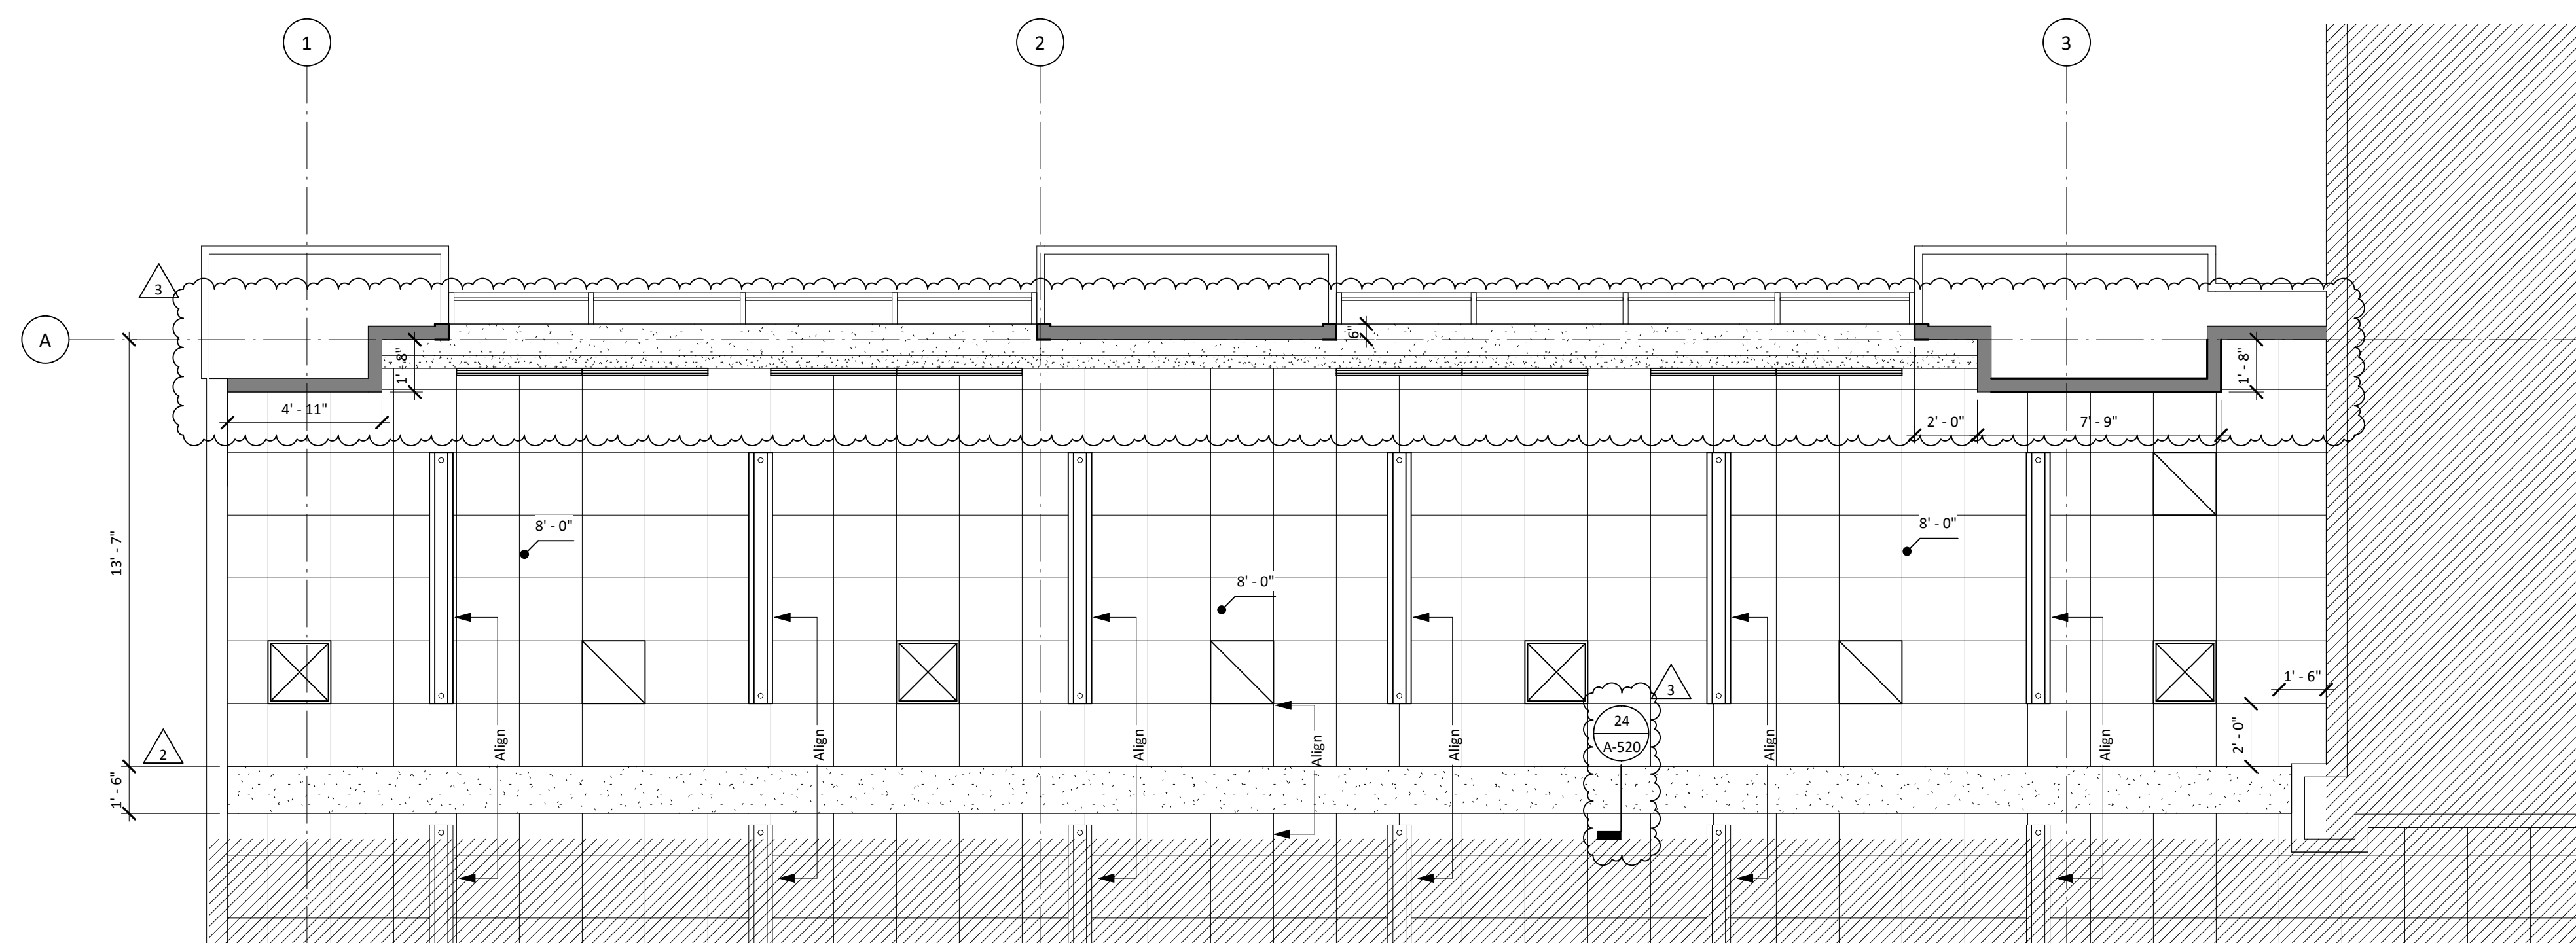 1
2
3
3
A
1' - 8"
6"
1' - 8"
4' - 11"
2' - 0"
7' - 9"
13' - 7"
8' - 0"
8' - 0"
8' - 0"
1' - 6"
2
3
24
A-520
Align
Align
Align
Align
Align
Align
Align
2' - 0"
1' - 6"